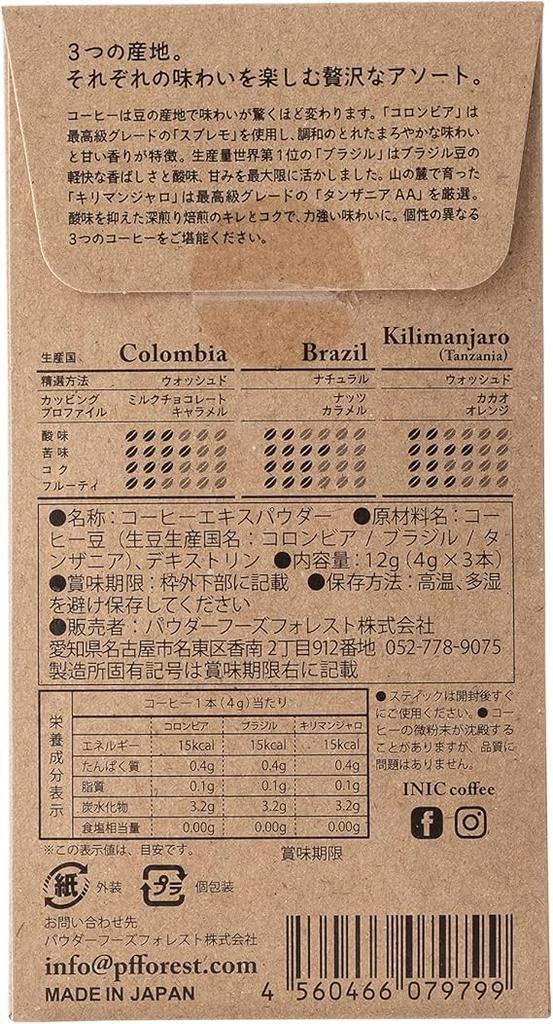 3つの産地。
それぞれの味わいを楽しむ贅沢なアソート。
コーヒーは豆の産地で味わいが驚くほど変わります。「コロンビア」は
最高級グレードの「スプレモ」を使用し、調和のとれたまろやかな味わい
と甘い香りが特徴。生産量世界第1位の「ブラジル」はブラジル豆の
軽快な香ばしさと酸味、甘みを最大限に活かしました。山の麓で育った
「キリマンジャロ」は最高級グレードの「タンザニアAA」を厳選。
酸味を抑えた深煎り焙煎のキレとコクで、力強い味わいに。個性の異なる
3つのコーヒーをご堪能ください。
生産国 Colombia Brazil Kilimanjaro
(Tanzania)
精選方法 ウォッシュド ナチュラル ウォッシュド
カッピング ミルクチョコレート ナッツ カカオ
プロファイル キャラメル カラメル オレンジ
酸味
苦味
コク
フルーティ
●名称：コーヒーエキスパウダー ●原材料名：コー
ヒー豆（生豆生産国名：コロンビア／ブラジル／タ
ンザニア）、デキストリン ●内容量：12g（4g×3本）
●賞味期限：枠外下部に記載 ●保存方法：高温、多湿
を避け保存してください
●販売者：パウダーフーズフォレスト株式会社
愛知県名古屋市名東区香南2丁目912番地 052-778-9075
製造所固有記号は賞味期限右に記載
栄養成分表示
コーヒー1本（4g）当たり
コロンビア ブラジル キリマンジャロ
エネルギー 15kcal 15kcal 15kcal
たんぱく質 0.4g 0.4g 0.4g
脂質 0.1g 0.1g 0.1g
炭水化物 3.2g 3.2g 3.2g
食塩相当量 0.00g 0.00g 0.00g
※この表示値は、目安です。
●スティックは開封後すぐ
にご使用ください。●コー
ヒーの微粉末が沈殿する
ことがありますが、品質に
問題はありません。
INIC coffee
賞味期限
紙 外装 プラ 個包装
お問い合わせ先
パウダーフーズフォレスト株式会社
info@pfforest.com
MADE IN JAPAN
4 560466 079799